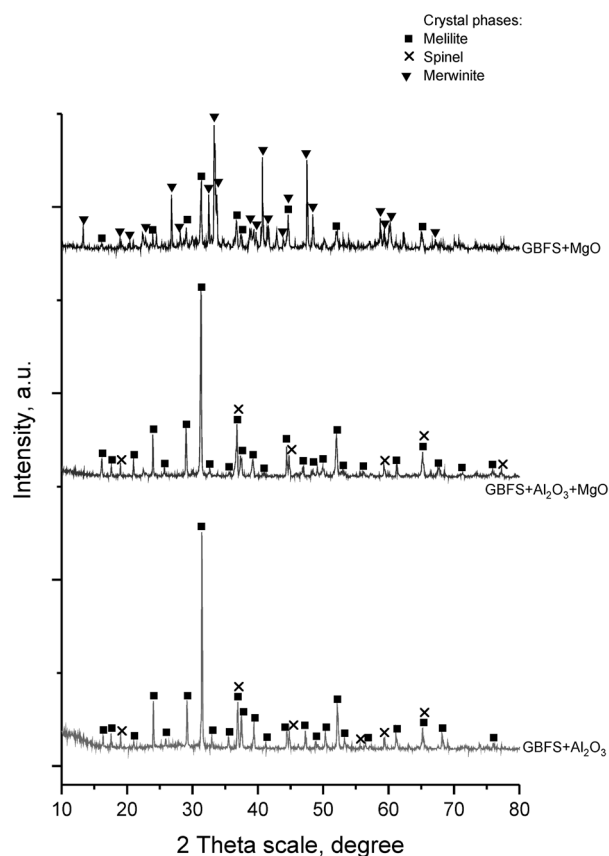 Crystal phases:
Melilite
Spinel
Merwinite
GBFS+MgO
GBFS+Al₂O₃+MgO
GBFS+Al₂O₃
Intensity, a.u.
10 20 30 40 50 60 70 80
2 Theta scale, degree